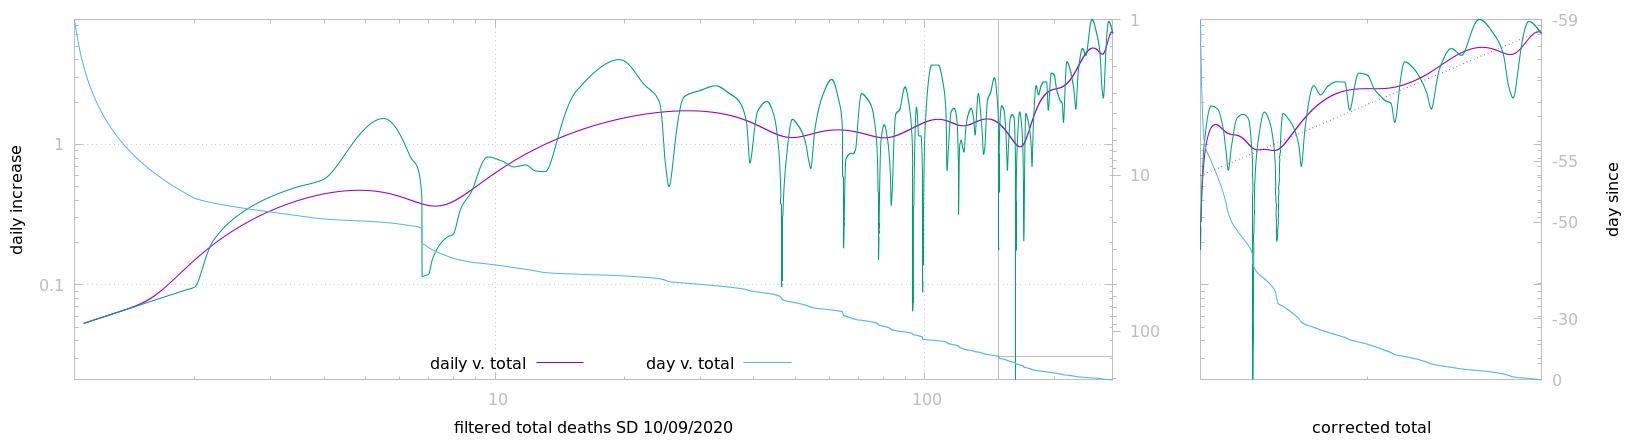 daily increase
1
0.1
10
100
1
10
100
daily v. total
day v. total
filtered total deaths SD 10/09/2020
-59
-55
-50
-30
0
day since
corrected total